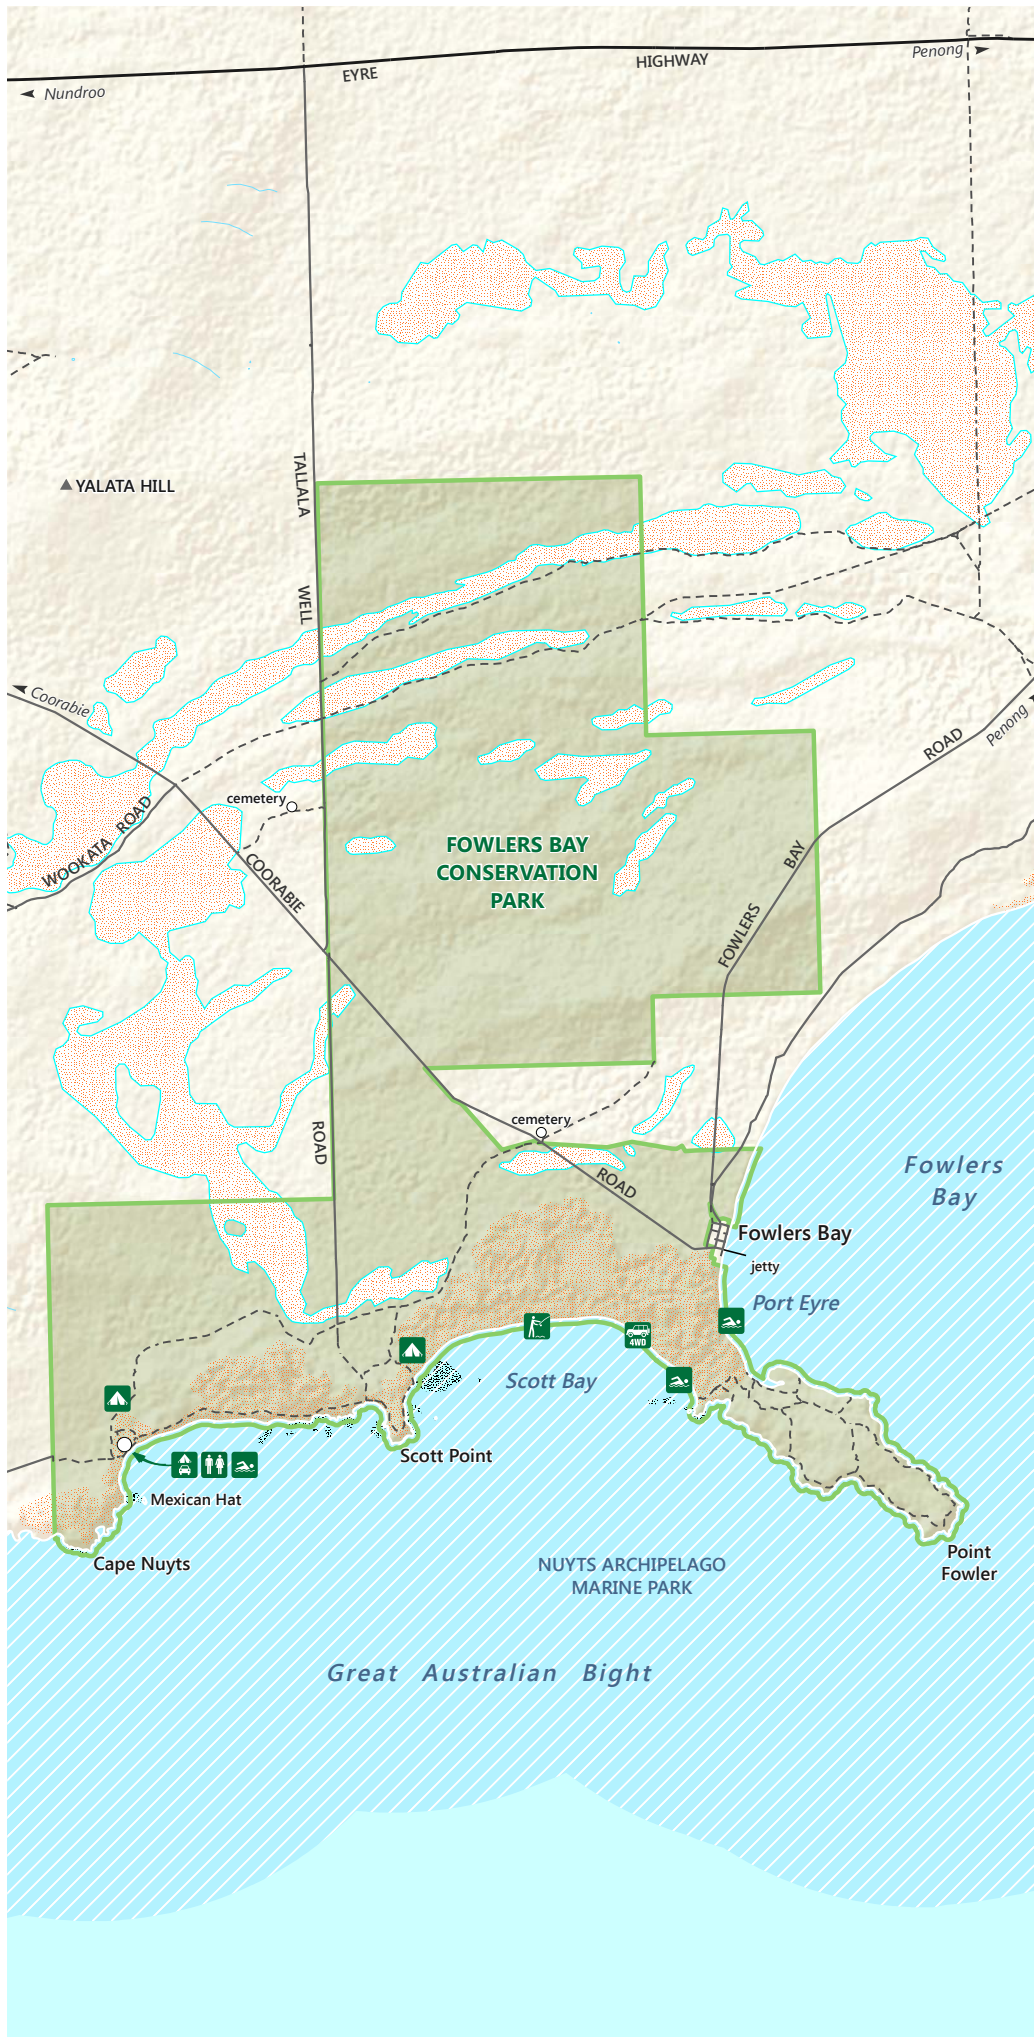 Penong
HIGHWAY
EYRE
Nundroo
TALLALA
YALATA HILL
WELL
Coorabie
Penong
ROAD
cemetery
ROAD
WOOKATA
COORABIE
FOWLERS BAY
CONSERVATION
PARK
BAY
FOWLERS
cemetery
ROAD
ROAD
Fowlers
Bay
Fowlers Bay
jetty
Port Eyre
4WD
Scott Bay
Scott Point
Mexican Hat
Cape Nuyts
Point
Fowler
NUYTS ARCHIPELAGO
MARINE PARK
Great Australian Bight